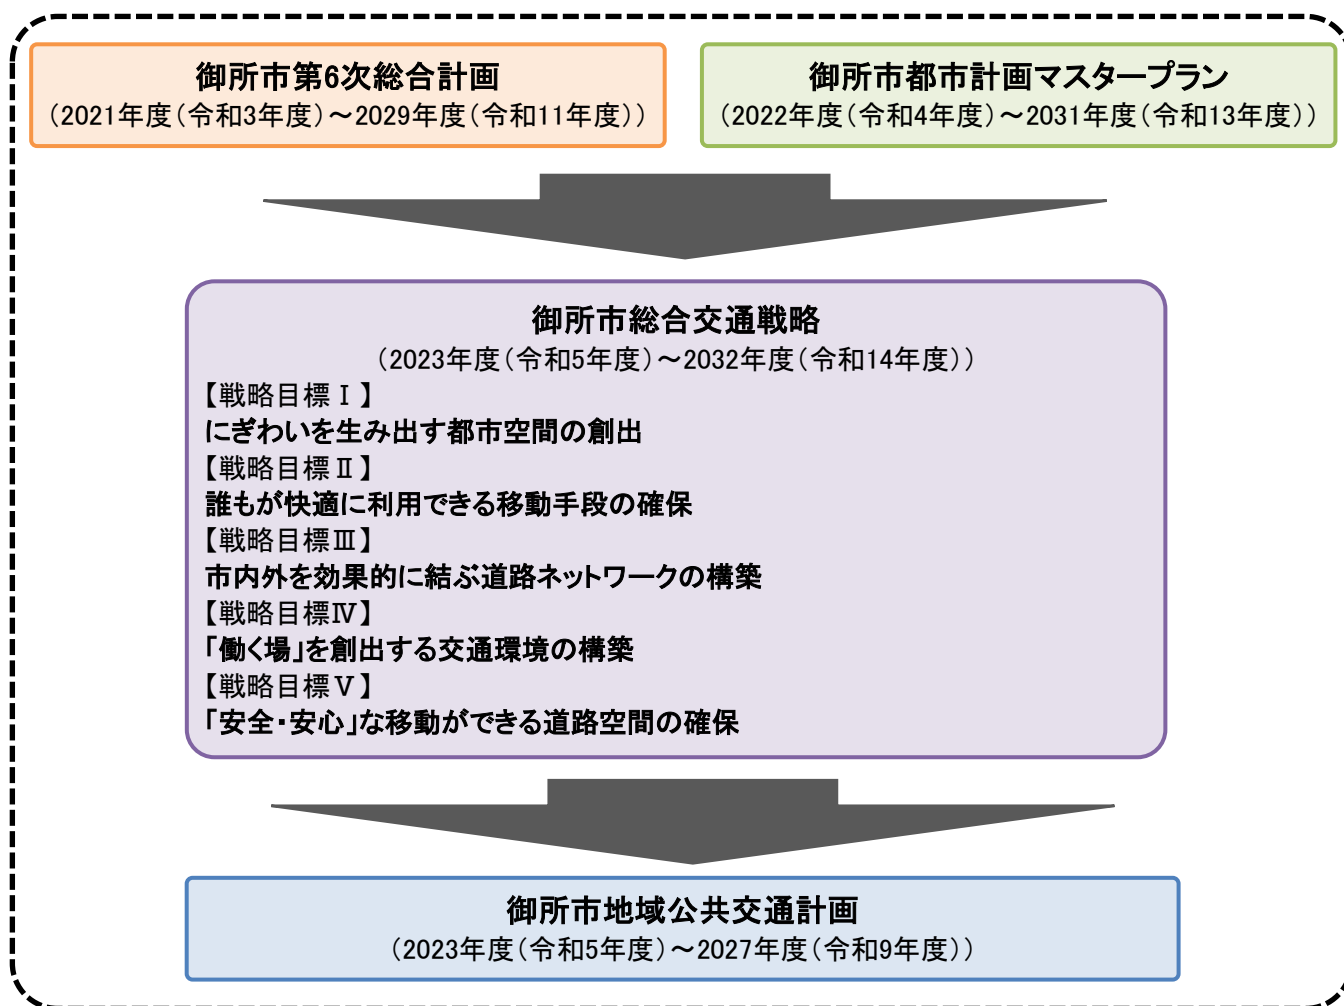 御所市第6次総合計画
（2021年度（令和3年度）～2029年度（令和11年度））
御所市都市計画マスタープラン
（2022年度（令和4年度）～2031年度（令和13年度））
御所市総合交通戦略
（2023年度（令和5年度）～2032年度（令和14年度））
【戦略目標Ⅰ】
にぎわいを生み出す都市空間の創出
【戦略目標Ⅱ】
誰もが快適に利用できる移動手段の確保
【戦略目標Ⅲ】
市内外を効果的に結ぶ道路ネットワークの構築
【戦略目標Ⅳ】
「働く場」を創出する交通環境の構築
【戦略目標Ⅴ】
「安全・安心」な移動ができる道路空間の確保
御所市地域公共交通計画
（2023年度（令和5年度）～2027年度（令和9年度））